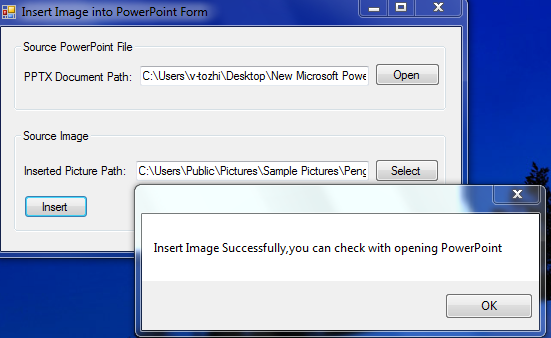 Insert Image into PowerPoint Form
Source PowerPoint File
PPTX Document Path:
C:\Users\v-tozhi\Desktop\New Microsoft Powe
Open
Source Image
Inserted Picture Path:
C:\Users\Public\Pictures\Sample Pictures\Peng
Select
Insert
Insert Image Successfully,you can check with opening PowerPoint
OK